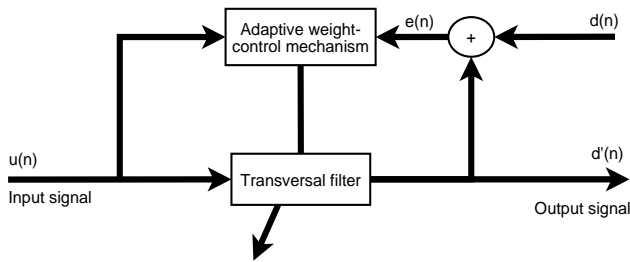 Adaptive weight-
control mechanism
e(n)
+
d(n)
u(n)
Input signal
Transversal filter
d'(n)
Output signal